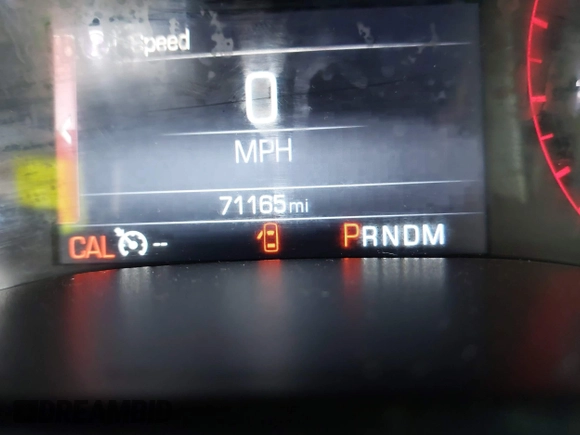 Speed
0
MPH
71165 mi
CAL -- PRNDM